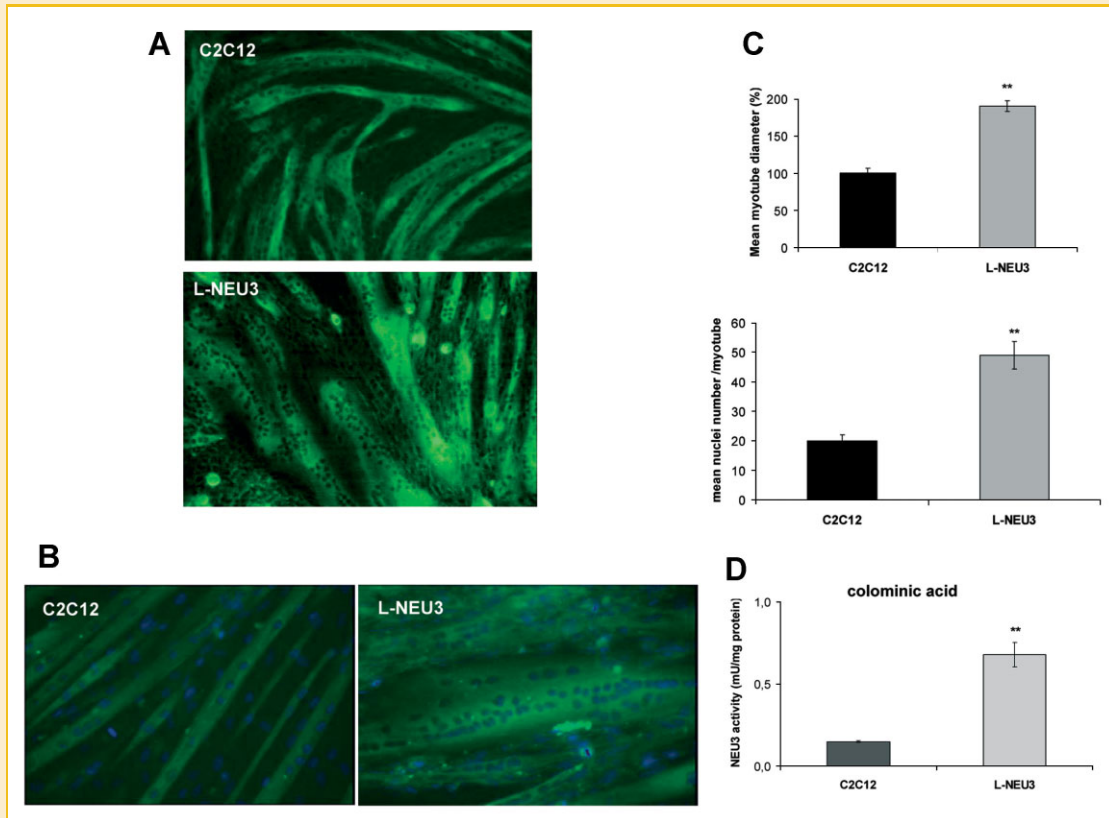 A
C2C12
L-NEU3
B
C2C12
L-NEU3
C
Mean myotube diameter (%)
200
150
100
50
0
**
C2C12
L-NEU3
mean nuclei number /myotube
60
50
40
30
20
10
0
**
C2C12
L-NEU3
D
colominic acid
NEU3 activity (mU/mg protein)
1,0
0,5
0,0
**
C2C12
L-NEU3